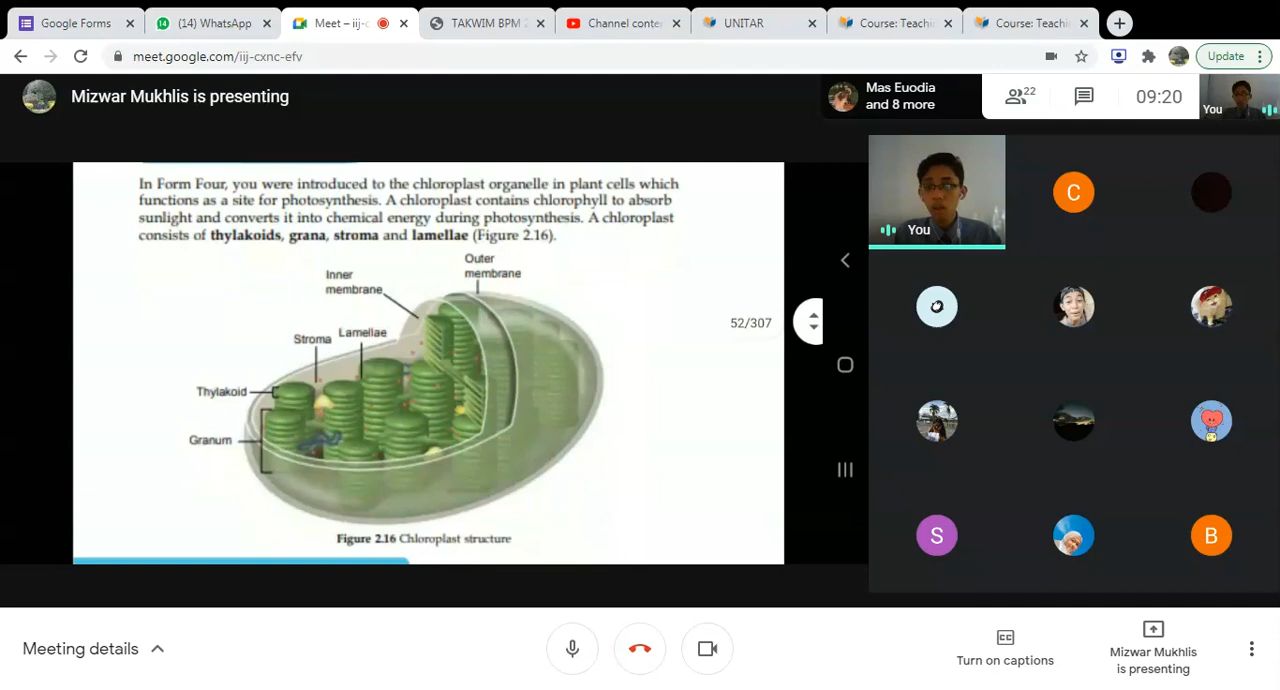 Google Forms
(14) WhatsApp
Meet – iij-c
TAKWIM BPM 2
Channel conte
UNITAR
Course: Teachi
Course: Teachi
meet.google.com/iij-cxnc-efv
Update
Mizwar Mukhlis is presenting
Mas Euodia
and 8 more
22
09:20
You
In Form Four, you were introduced to the chloroplast organelle in plant cells which
functions as a site for photosynthesis. A chloroplast contains chlorophyll to absorb
sunlight and converts it into chemical energy during photosynthesis. A chloroplast
consists of thylakoids, grana, stroma and lamellae (Figure 2.16).
Outer
membrane
Inner
membrane
Stroma
Lamellae
Thylakoid
Granum
Figure 2.16 Chloroplast structure
52/307
You
C
S
B
Meeting details
CC
Turn on captions
Mizwar Mukhlis
is presenting